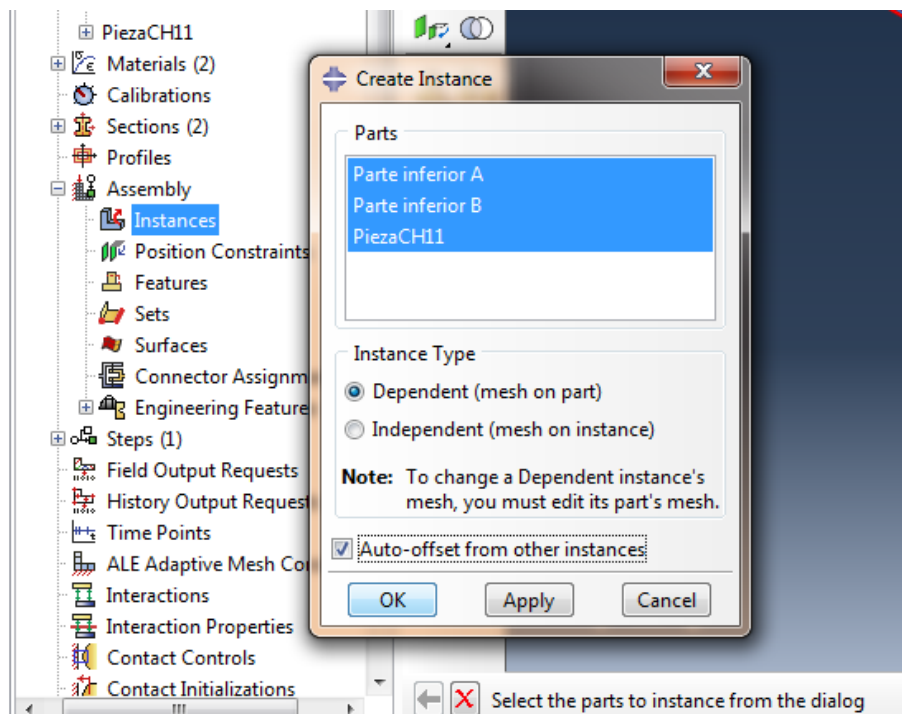 PiezaCH11
Materials (2)
Calibrations
Sections (2)
Profiles
Assembly
Instances
Position Constraints
Features
Sets
Surfaces
Connector Assignm
Engineering Feature
Steps (1)
Field Output Requests
History Output Request
Time Points
ALE Adaptive Mesh Co
Interactions
Interaction Properties
Contact Controls
Contact Initializations
Create Instance
Parts
Parte inferior A
Parte inferior B
PiezaCH11
Instance Type
Dependent (mesh on part)
Independent (mesh on instance)
Note: To change a Dependent instance's
mesh, you must edit its part's mesh.
Auto-offset from other instances
OK Apply Cancel
Select the parts to instance from the dialog